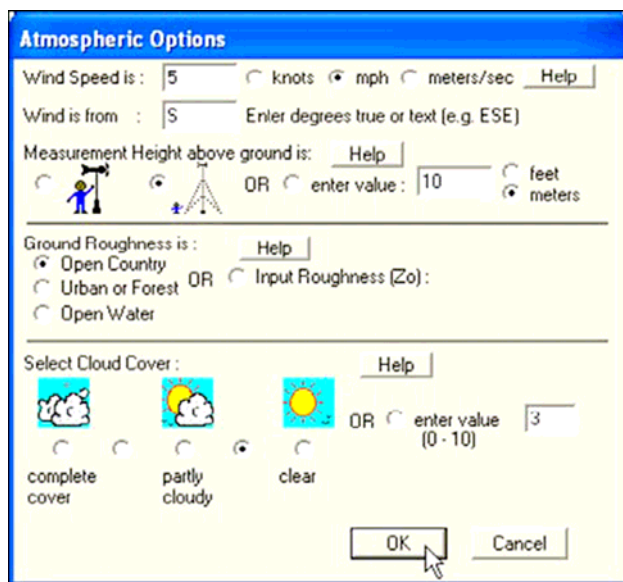 Atmospheric Options
Wind Speed is : 5 knots mph meters/sec Help
Wind is from : S Enter degrees true or text (e.g. ESE)
Measurement Height above ground is: Help
OR enter value : 10 feet
meters
Ground Roughness is : Help
Open Country
OR Input Roughness (Zo) :
Urban or Forest
Open Water
Select Cloud Cover : Help
OR enter value 3
(0 - 10)
complete partly clear
cover cloudy
OK Cancel